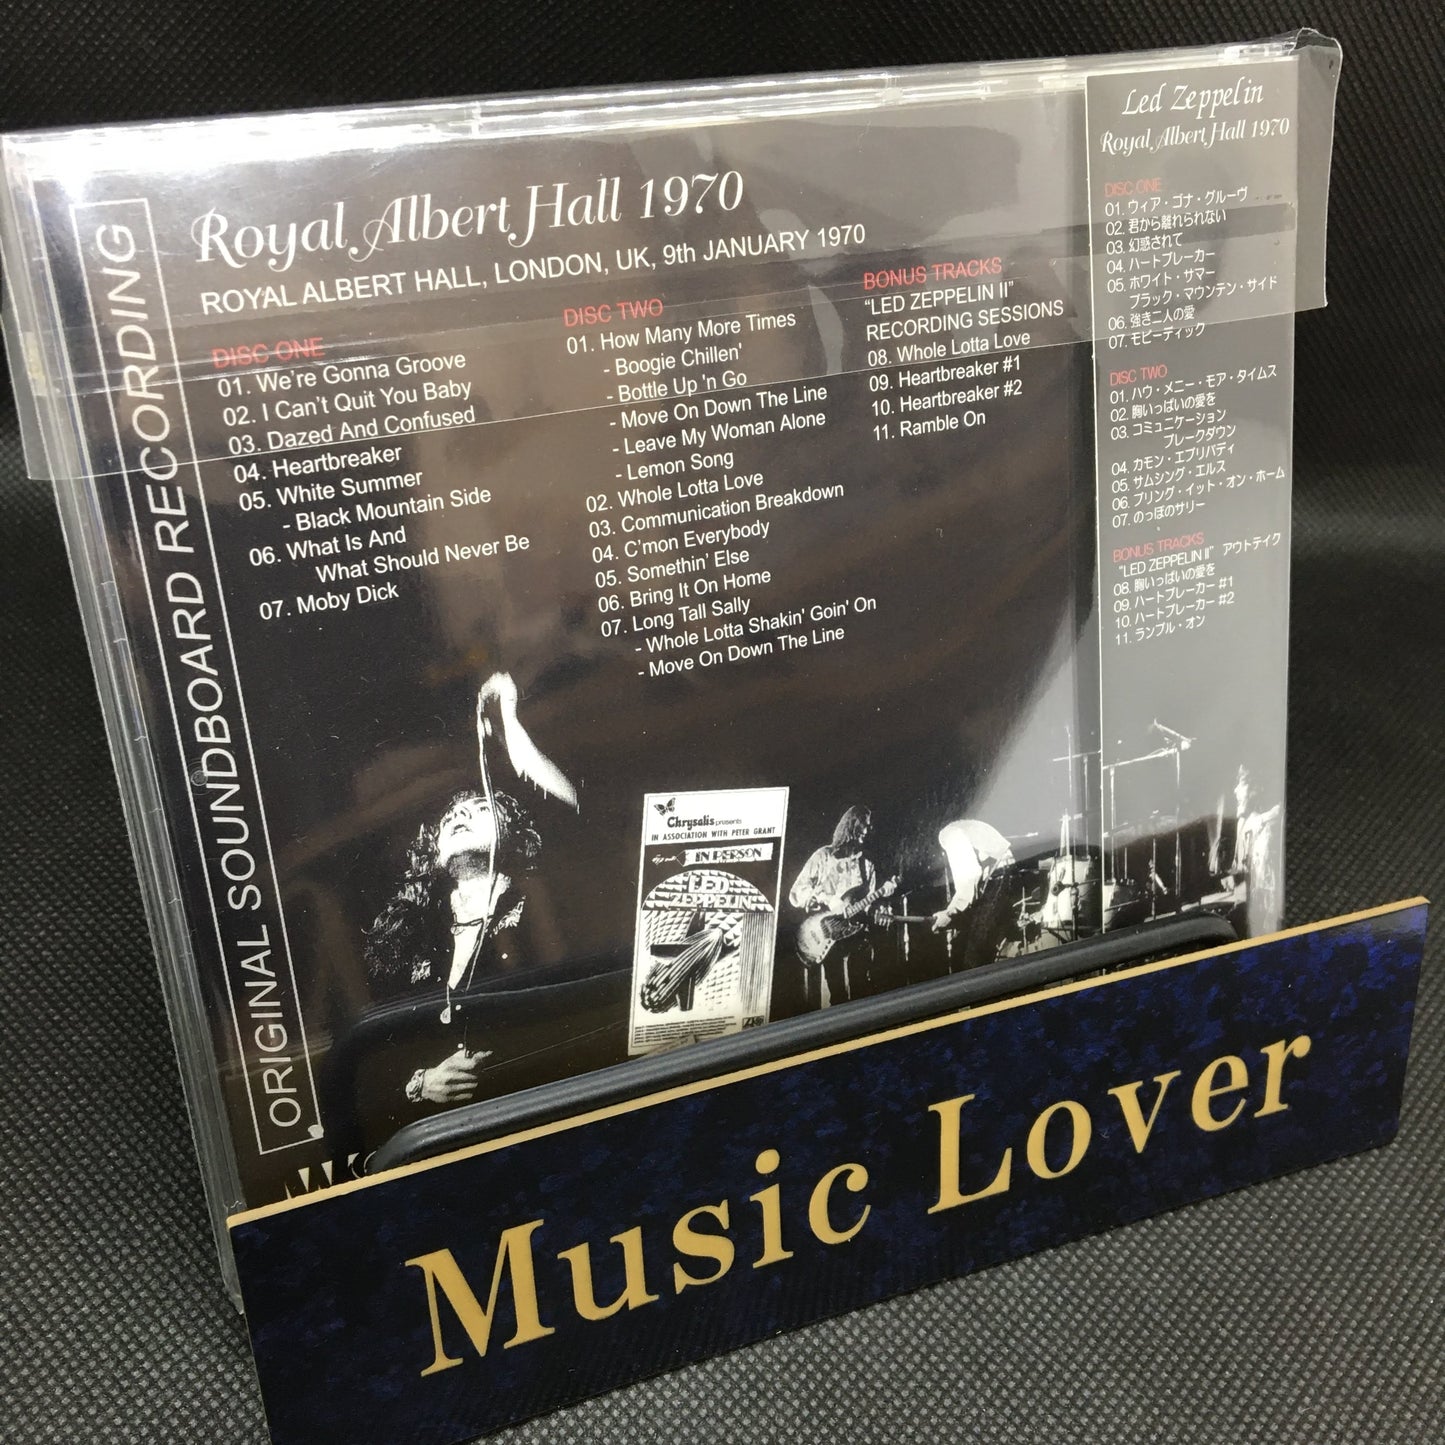 ORIGINAL SOUNDBOARD RECORDING
Royal Albert Hall 1970
ROYAL ALBERT HALL, LONDON, UK, 9th JANUARY 1970
DISC ONE
01. We're Gonna Groove
02. I Can't Quit You Baby
03. Dazed And Confused
04. Heartbreaker
05. White Summer
- Black Mountain Side
06. What Is And
What Should Never Be
07. Moby Dick
DISC TWO
01. How Many More Times
- Boogie Chillen'
- Bottle Up 'n Go
- Move On Down The Line
- Leave My Woman Alone
- Lemon Song
02. Whole Lotta Love
03. Communication Breakdown
04. C'mon Everybody
05. Somethin' Else
06. Bring It On Home
07. Long Tall Sally
- Whole Lotta Shakin' Goin' On
- Move On Down The Line
BONUS TRACKS
"LED ZEPPELIN II"
RECORDING SESSIONS
08. Whole Lotta Love
09. Heartbreaker #1
10. Heartbreaker #2
11. Ramble On
Led Zeppelin
Royal Albert Hall 1970
DISC ONE
01. ウィア・ゴナ・グルーヴ
02. 君から離れられない
03. 幻惑されて
04. ハートブレーカー
05. ホワイト・サマー
ブラック・マウンテン・サイド
06. 強き二人の愛
07. モビーディック
DISC TWO
01. ハウ・メニー・モア・タイムス
02. 胸いっぱいの愛を
03. コミュニケーション
ブレークダウン
04. カモン・エブリバディ
05. サムシング・エルス
06. ブリング・イット・オン・ホーム
07. のっぽのサリー
BONUS TRACKS
"LED ZEPPELIN II" アウトテイク
08. 胸いっぱいの愛を
09. ハートブレーカー #1
10. ハートブレーカー #2
11. ランブル・オン
Chrysalis presents
IN ASSOCIATION WITH PETER GRANT
IN PERSON
LED
ZEPPELIN
Music Lover